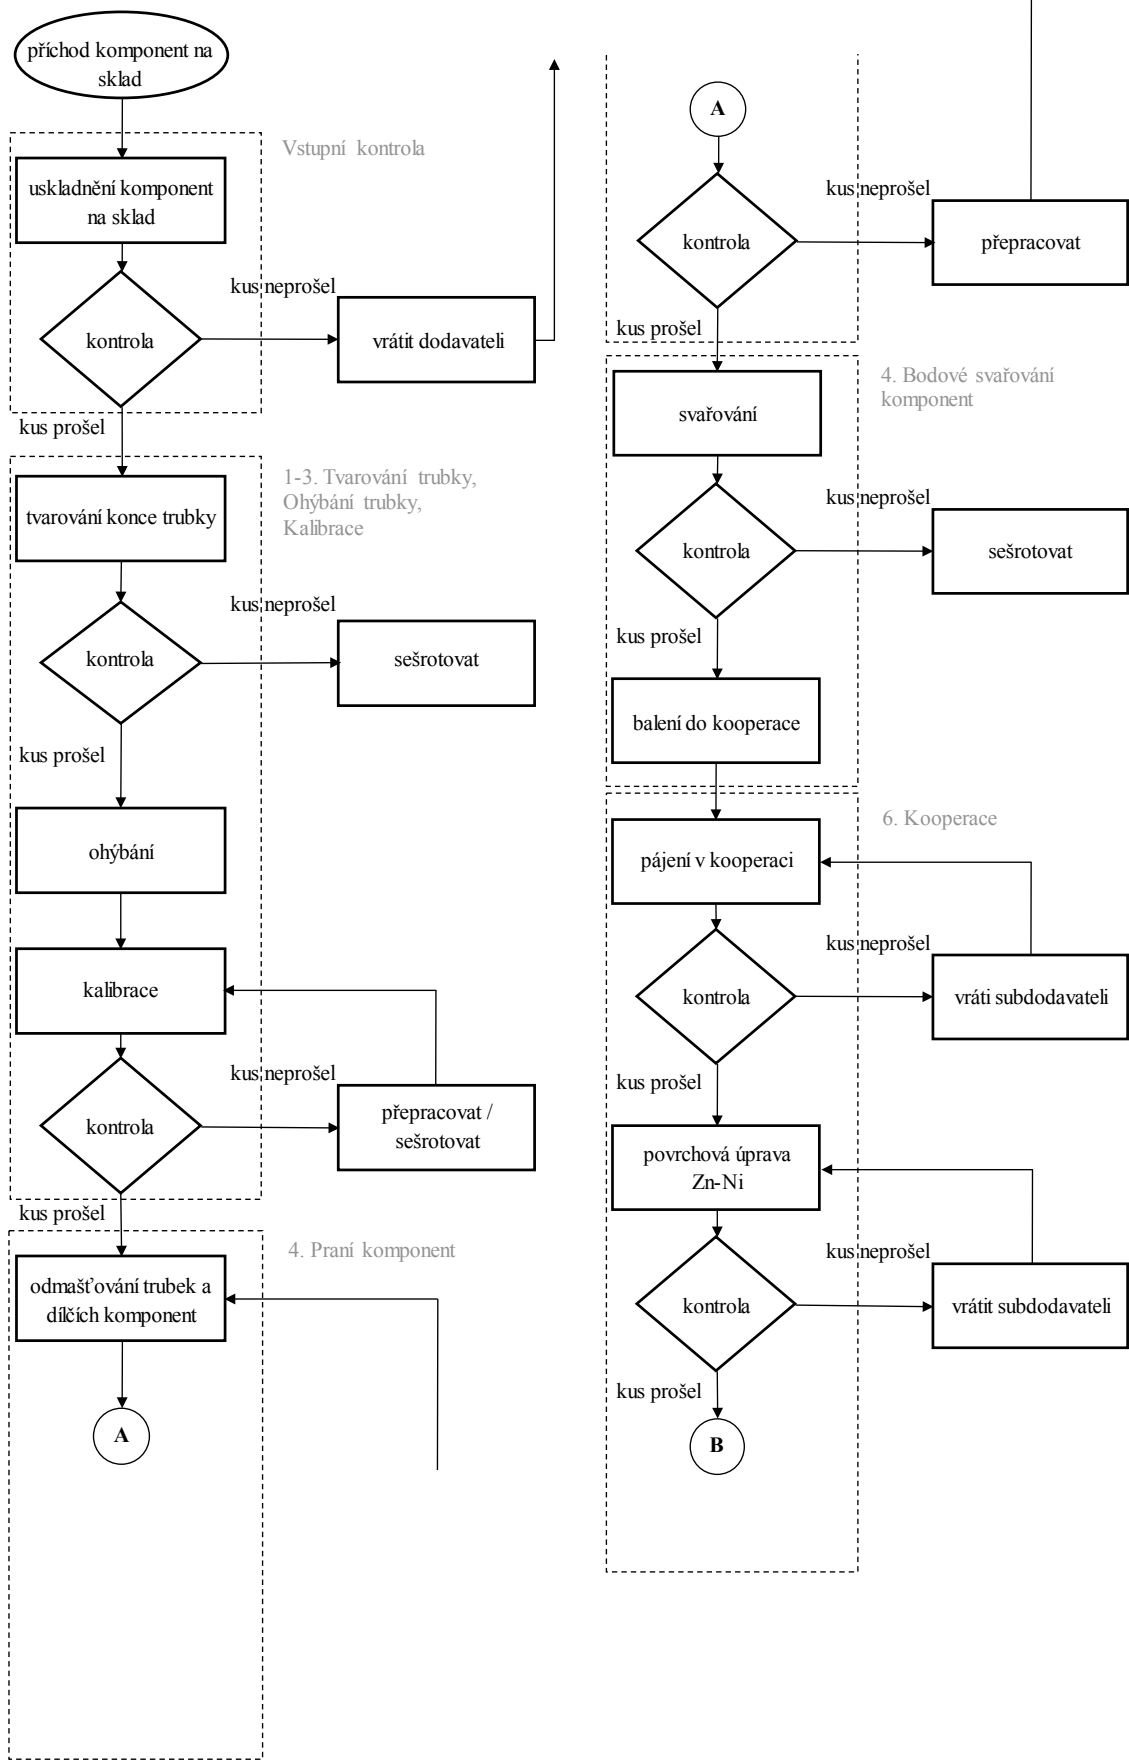 příchod komponent na
sklad
Vstupní kontrola
uskladnění komponent
na sklad
kus neprošel
kontrola
vrátit dodavateli
kus prošel
1-3. Tvarování trubky,
Ohýbání trubky,
Kalibrace
tvarování konce trubky
kus neprošel
kontrola
sešrotovat
kus prošel
ohýbání
kalibrace
kus neprošel
kontrola
přepracovat /
sešrotovat
kus prošel
4. Praní komponent
odmašťování trubek a
dílčích komponent
A
A
kus neprošel
kontrola
přepracovat
kus prošel
4. Bodové svařování
komponent
svařování
kus neprošel
kontrola
sešrotovat
kus prošel
balení do kooperace
6. Kooperace
pájení v kooperaci
kus neprošel
kontrola
vráti subdodavateli
kus prošel
povrchová úprava
Zn-Ni
kus neprošel
kontrola
vrátit subdodavateli
kus prošel
B